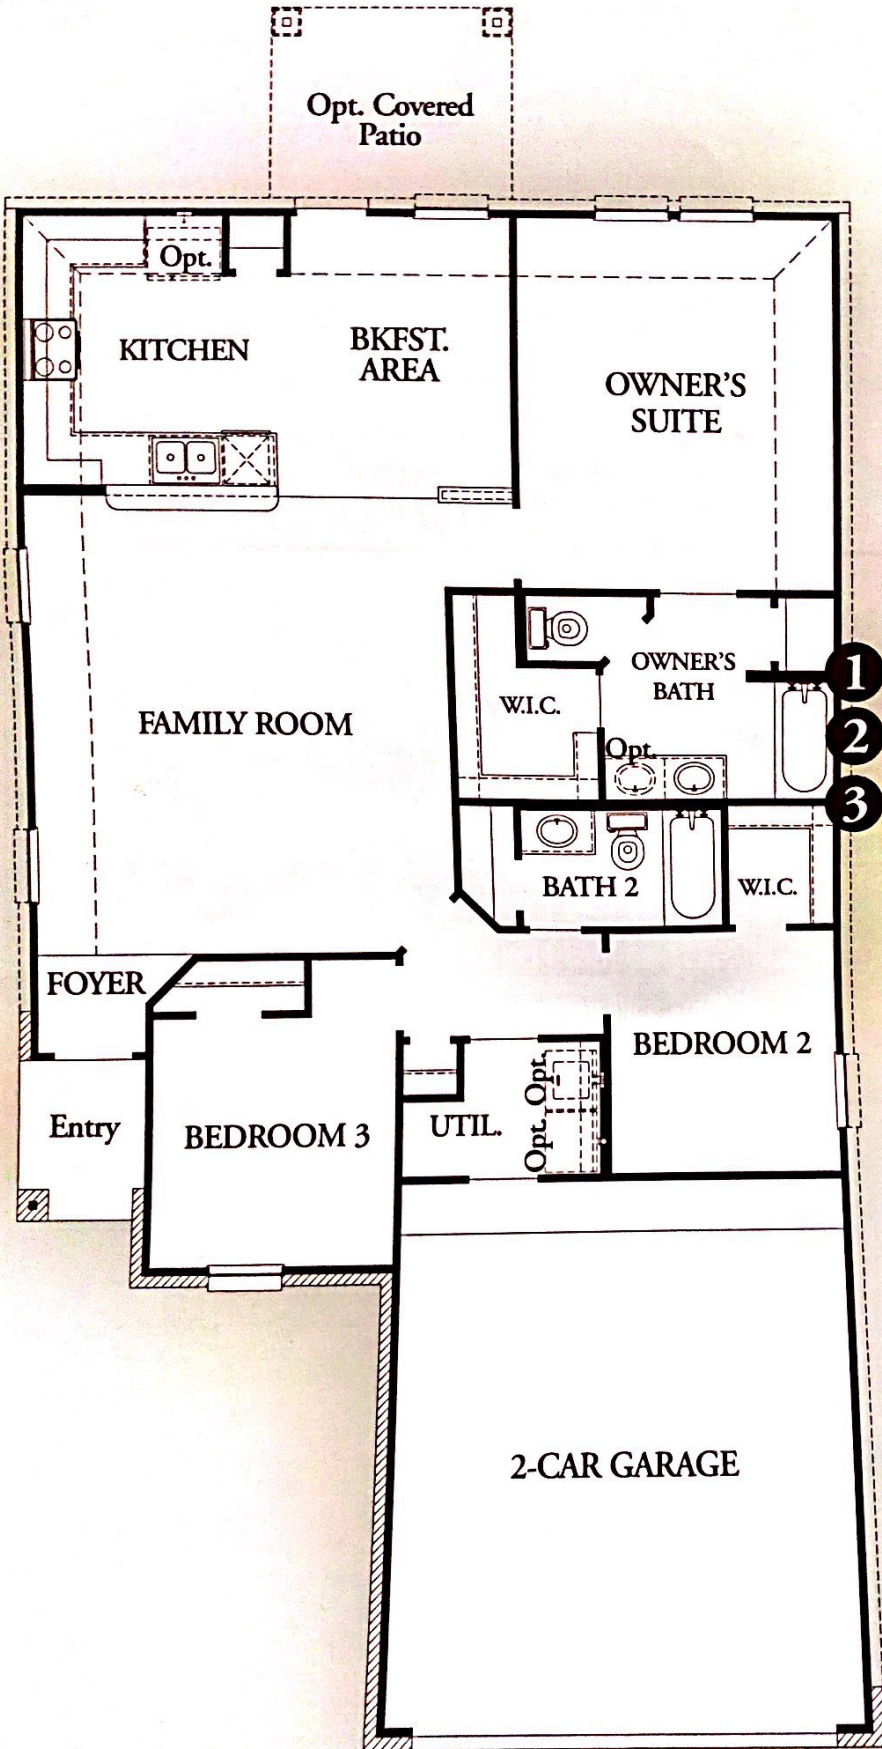 Opt. Covered
Patio
Opt.
KITCHEN
BKFST.
AREA
OWNER'S
SUITE
OWNER'S
BATH
1
W.I.C.
FAMILY ROOM
2
Opt.
3
BATH 2
W.I.C.
FOYER
BEDROOM 2
Opt.
Entry
BEDROOM 3
UTIL.
Opt.
2-CAR GARAGE